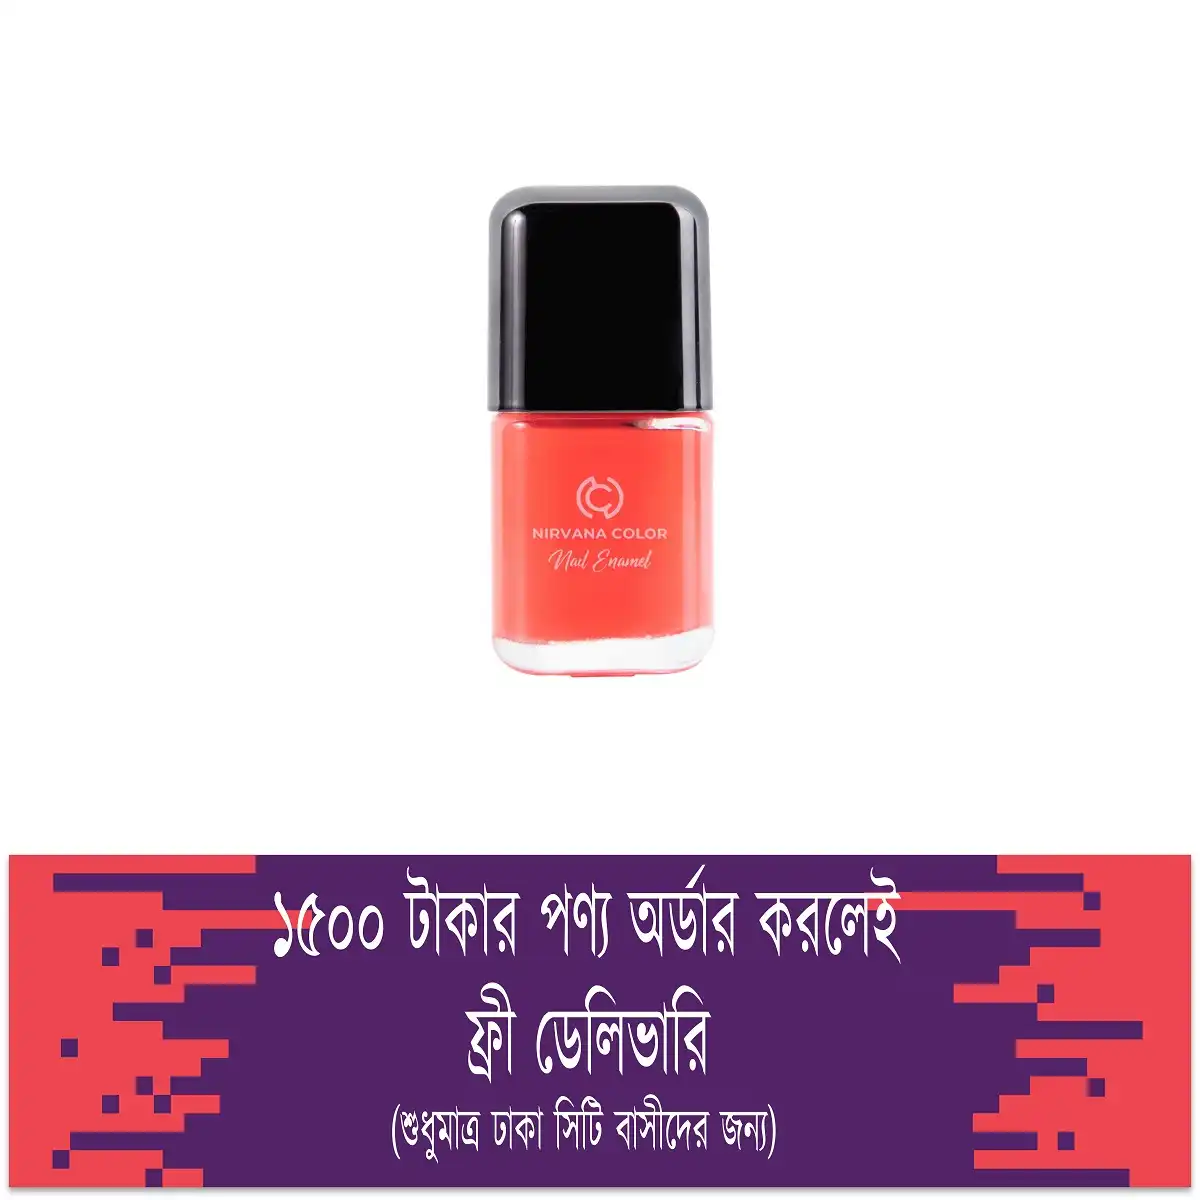 NIRVANA COLOR
Nail Enamel
১৫০০ টাকার পণ্য অর্ডার করলেই
ফ্রী ডেলিভারি
(শুধুমাত্র ঢাকা সিটি বাসীদের জন্য)